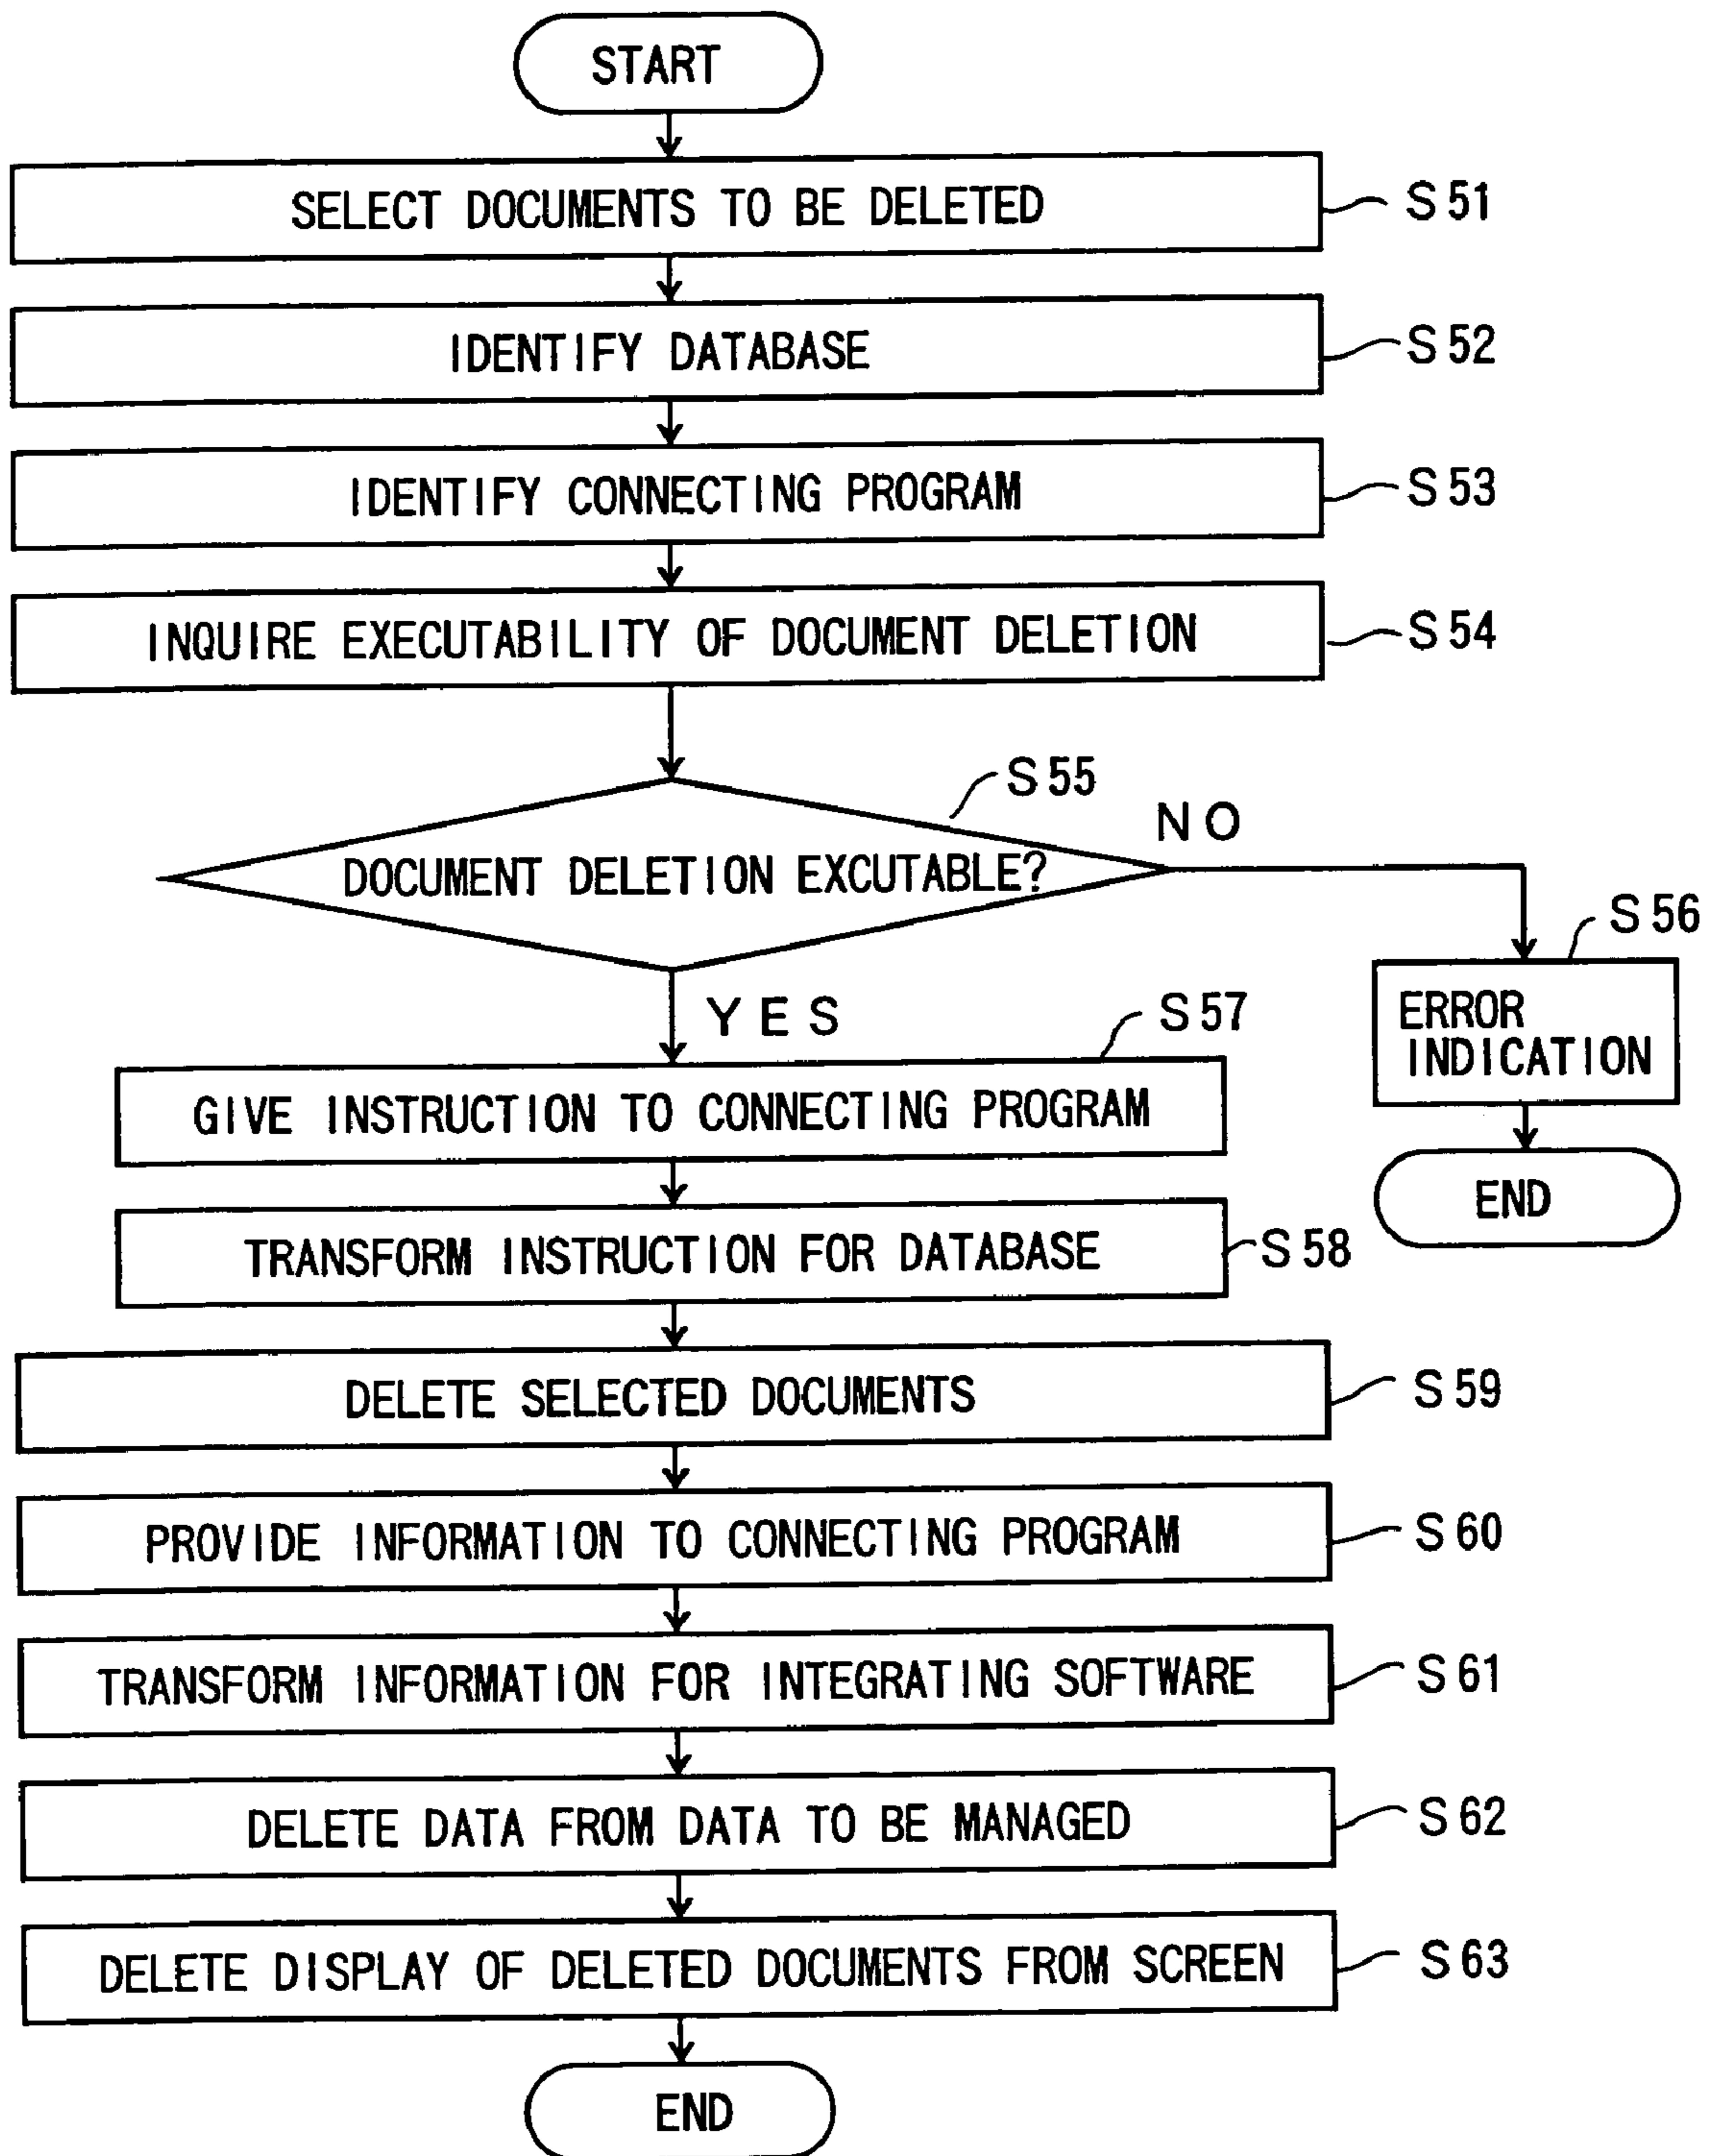 START
SELECT DOCUMENTS TO BE DELETED
S51
IDENTIFY DATABASE
S52
IDENTIFY CONNECTING PROGRAM
S53
INQUIRE EXECUTABILITY OF DOCUMENT DELETION
S54
S55
NO
DOCUMENT DELETION EXCUTABLE?
S56
ERROR
INDICATION
END
YES
S57
GIVE INSTRUCTION TO CONNECTING PROGRAM
TRANSFORM INSTRUCTION FOR DATABASE
S58
DELETE SELECTED DOCUMENTS
S59
PROVIDE INFORMATION TO CONNECTING PROGRAM
S60
TRANSFORM INFORMATION FOR INTEGRATING SOFTWARE
S61
DELETE DATA FROM DATA TO BE MANAGED
S62
DELETE DISPLAY OF DELETED DOCUMENTS FROM SCREEN
S63
END